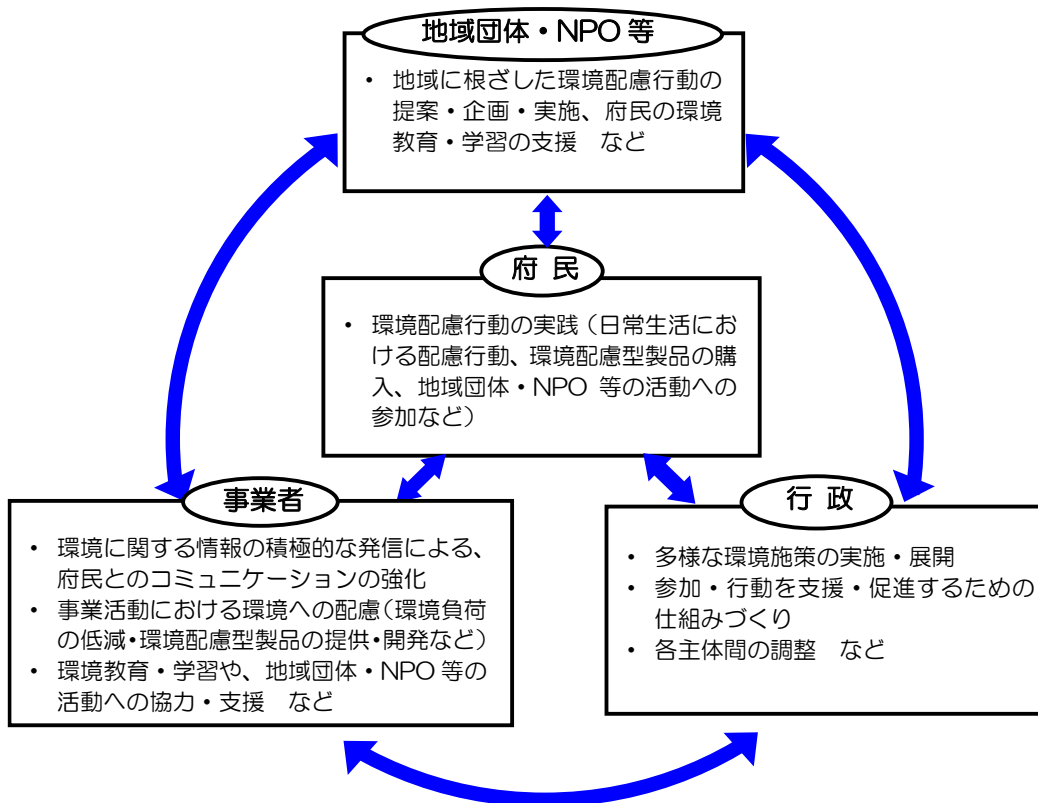 地域団体・NPO 等
・ 地域に根ざした環境配慮行動の
提案・企画・実施、府民の環境
教育・学習の支援　など
府 民
・ 環境配慮行動の実践（日常生活にお
ける配慮行動、環境配慮型製品の購
入、地域団体・NPO 等の活動への
参加など）
事業者
・ 環境に関する情報の積極的な発信による、
府民とのコミュニケーションの強化
・ 事業活動における環境への配慮（環境負荷
の低減・環境配慮型製品の提供・開発など）
・ 環境教育・学習や、地域団体・NPO 等の
活動への協力・支援　など
行 政
・ 多様な環境施策の実施・展開
・ 参加・行動を支援・促進するための
仕組みづくり
・ 各主体間の調整　など